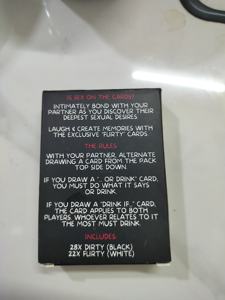 IS SEX ON THE CARDS?
INTIMATELY BOND WITH YOUR
PARTNER AS YOU DISCOVER THEIR
DEEPEST SEXUAL DESIRES.
LAUGH & CREATE MEMORIES WITH
THE EXCLUSIVE "FURTY" CARDS.
THE RULES
WITH YOUR PARTNER, ALTERNATE
DRAWING A CARD FROM THE PACK
TOP SIDE DOWN.
IF YOU DRAW A "... OR DRINK" CARD,
YOU MUST DO WHAT IT SAYS
OR DRINK.
IF YOU DRAW A "DRINK IF..." CARD,
THE CARD APPLIES TO BOTH
PLAYERS. WHOEVER RELATES TO IT
THE MOST MUST DRINK.
INCLUDES:
28X DIRTY (BLACK)
22X FURTY (WHITE)